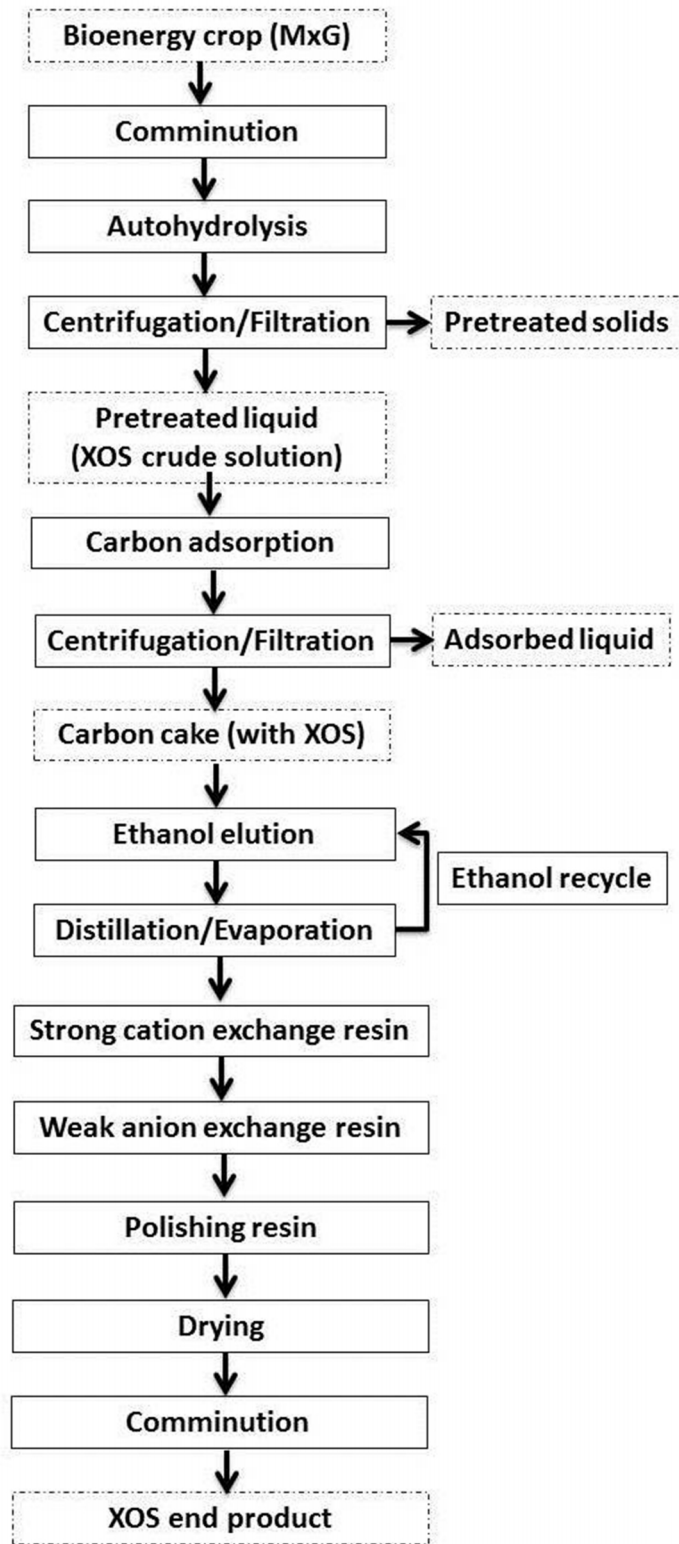 Bioenergy crop (MxG)
Comminution
Autohydrolysis
Centrifugation/Filtration
Pretreated solids
Pretreated liquid
(XOS crude solution)
Carbon adsorption
Centrifugation/Filtration
Adsorbed liquid
Carbon cake (with XOS)
Ethanol elution
Ethanol recycle
Distillation/Evaporation
Strong cation exchange resin
Weak anion exchange resin
Polishing resin
Drying
Comminution
XOS end product